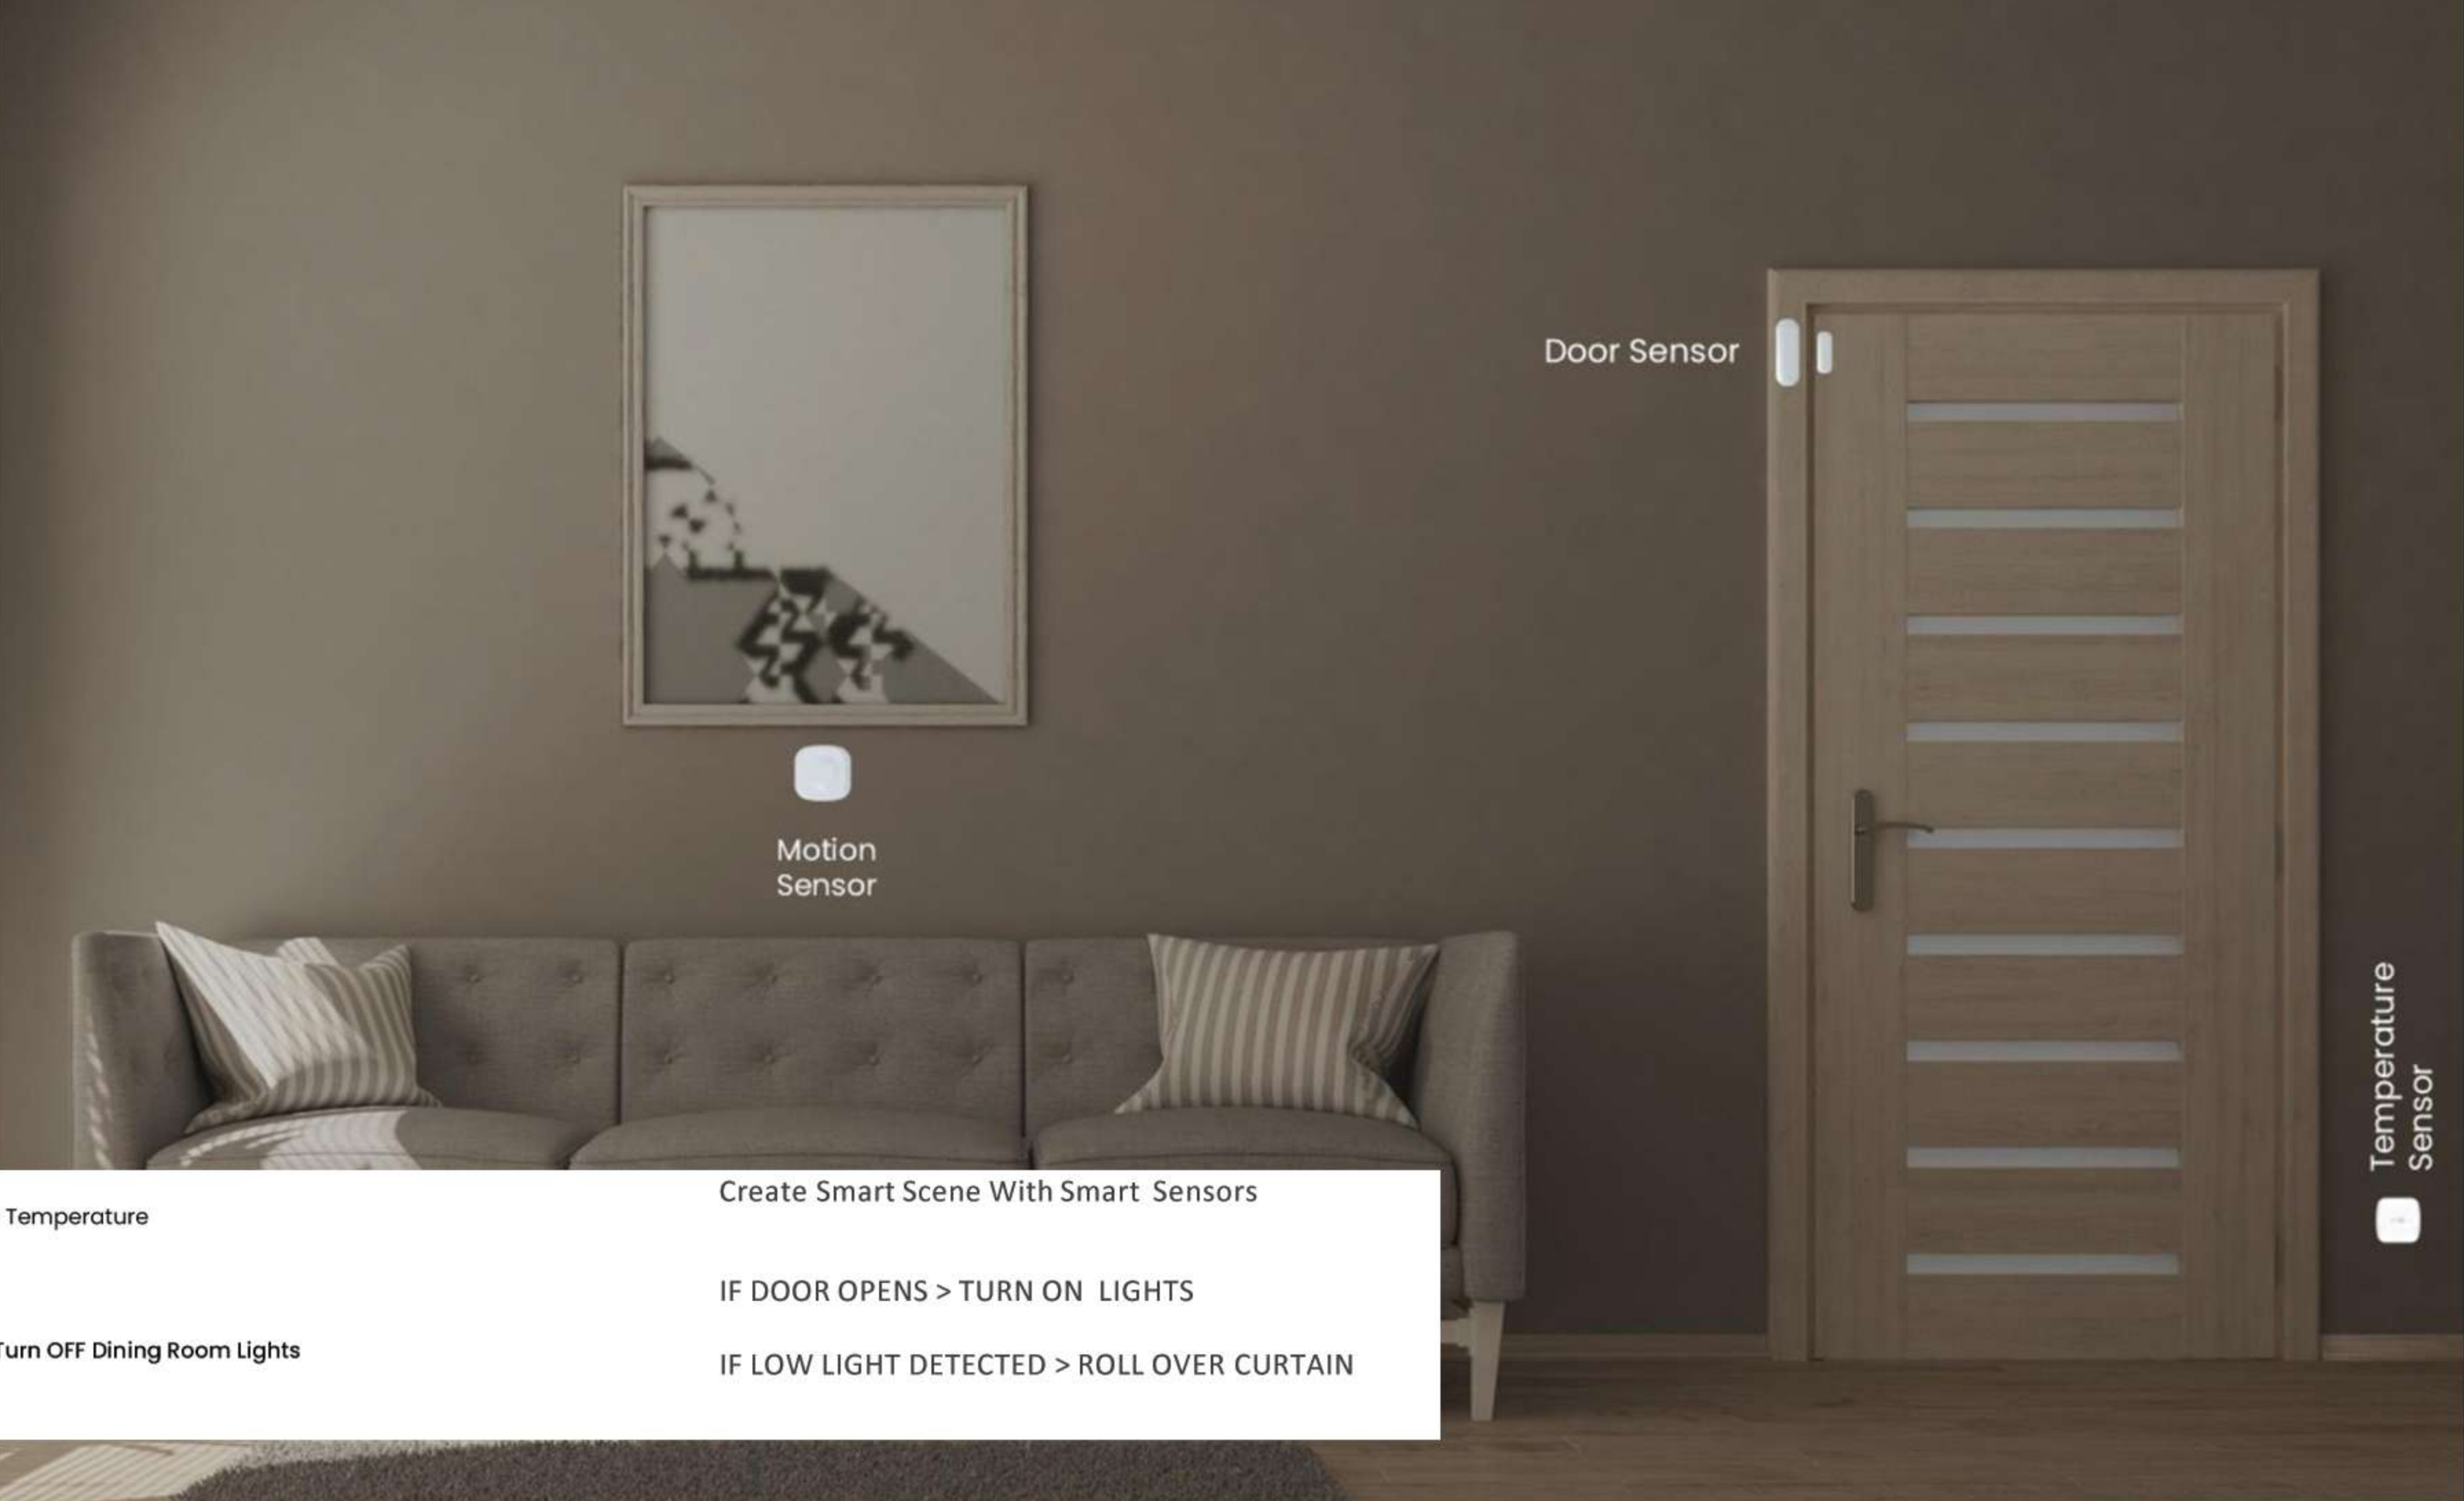 Door Sensor
Motion
Sensor
Temperature
Sensor
Temperature
Turn OFF Dining Room Lights
Create Smart Scene With Smart Sensors
IF DOOR OPENS > TURN ON LIGHTS
IF LOW LIGHT DETECTED > ROLL OVER CURTAIN